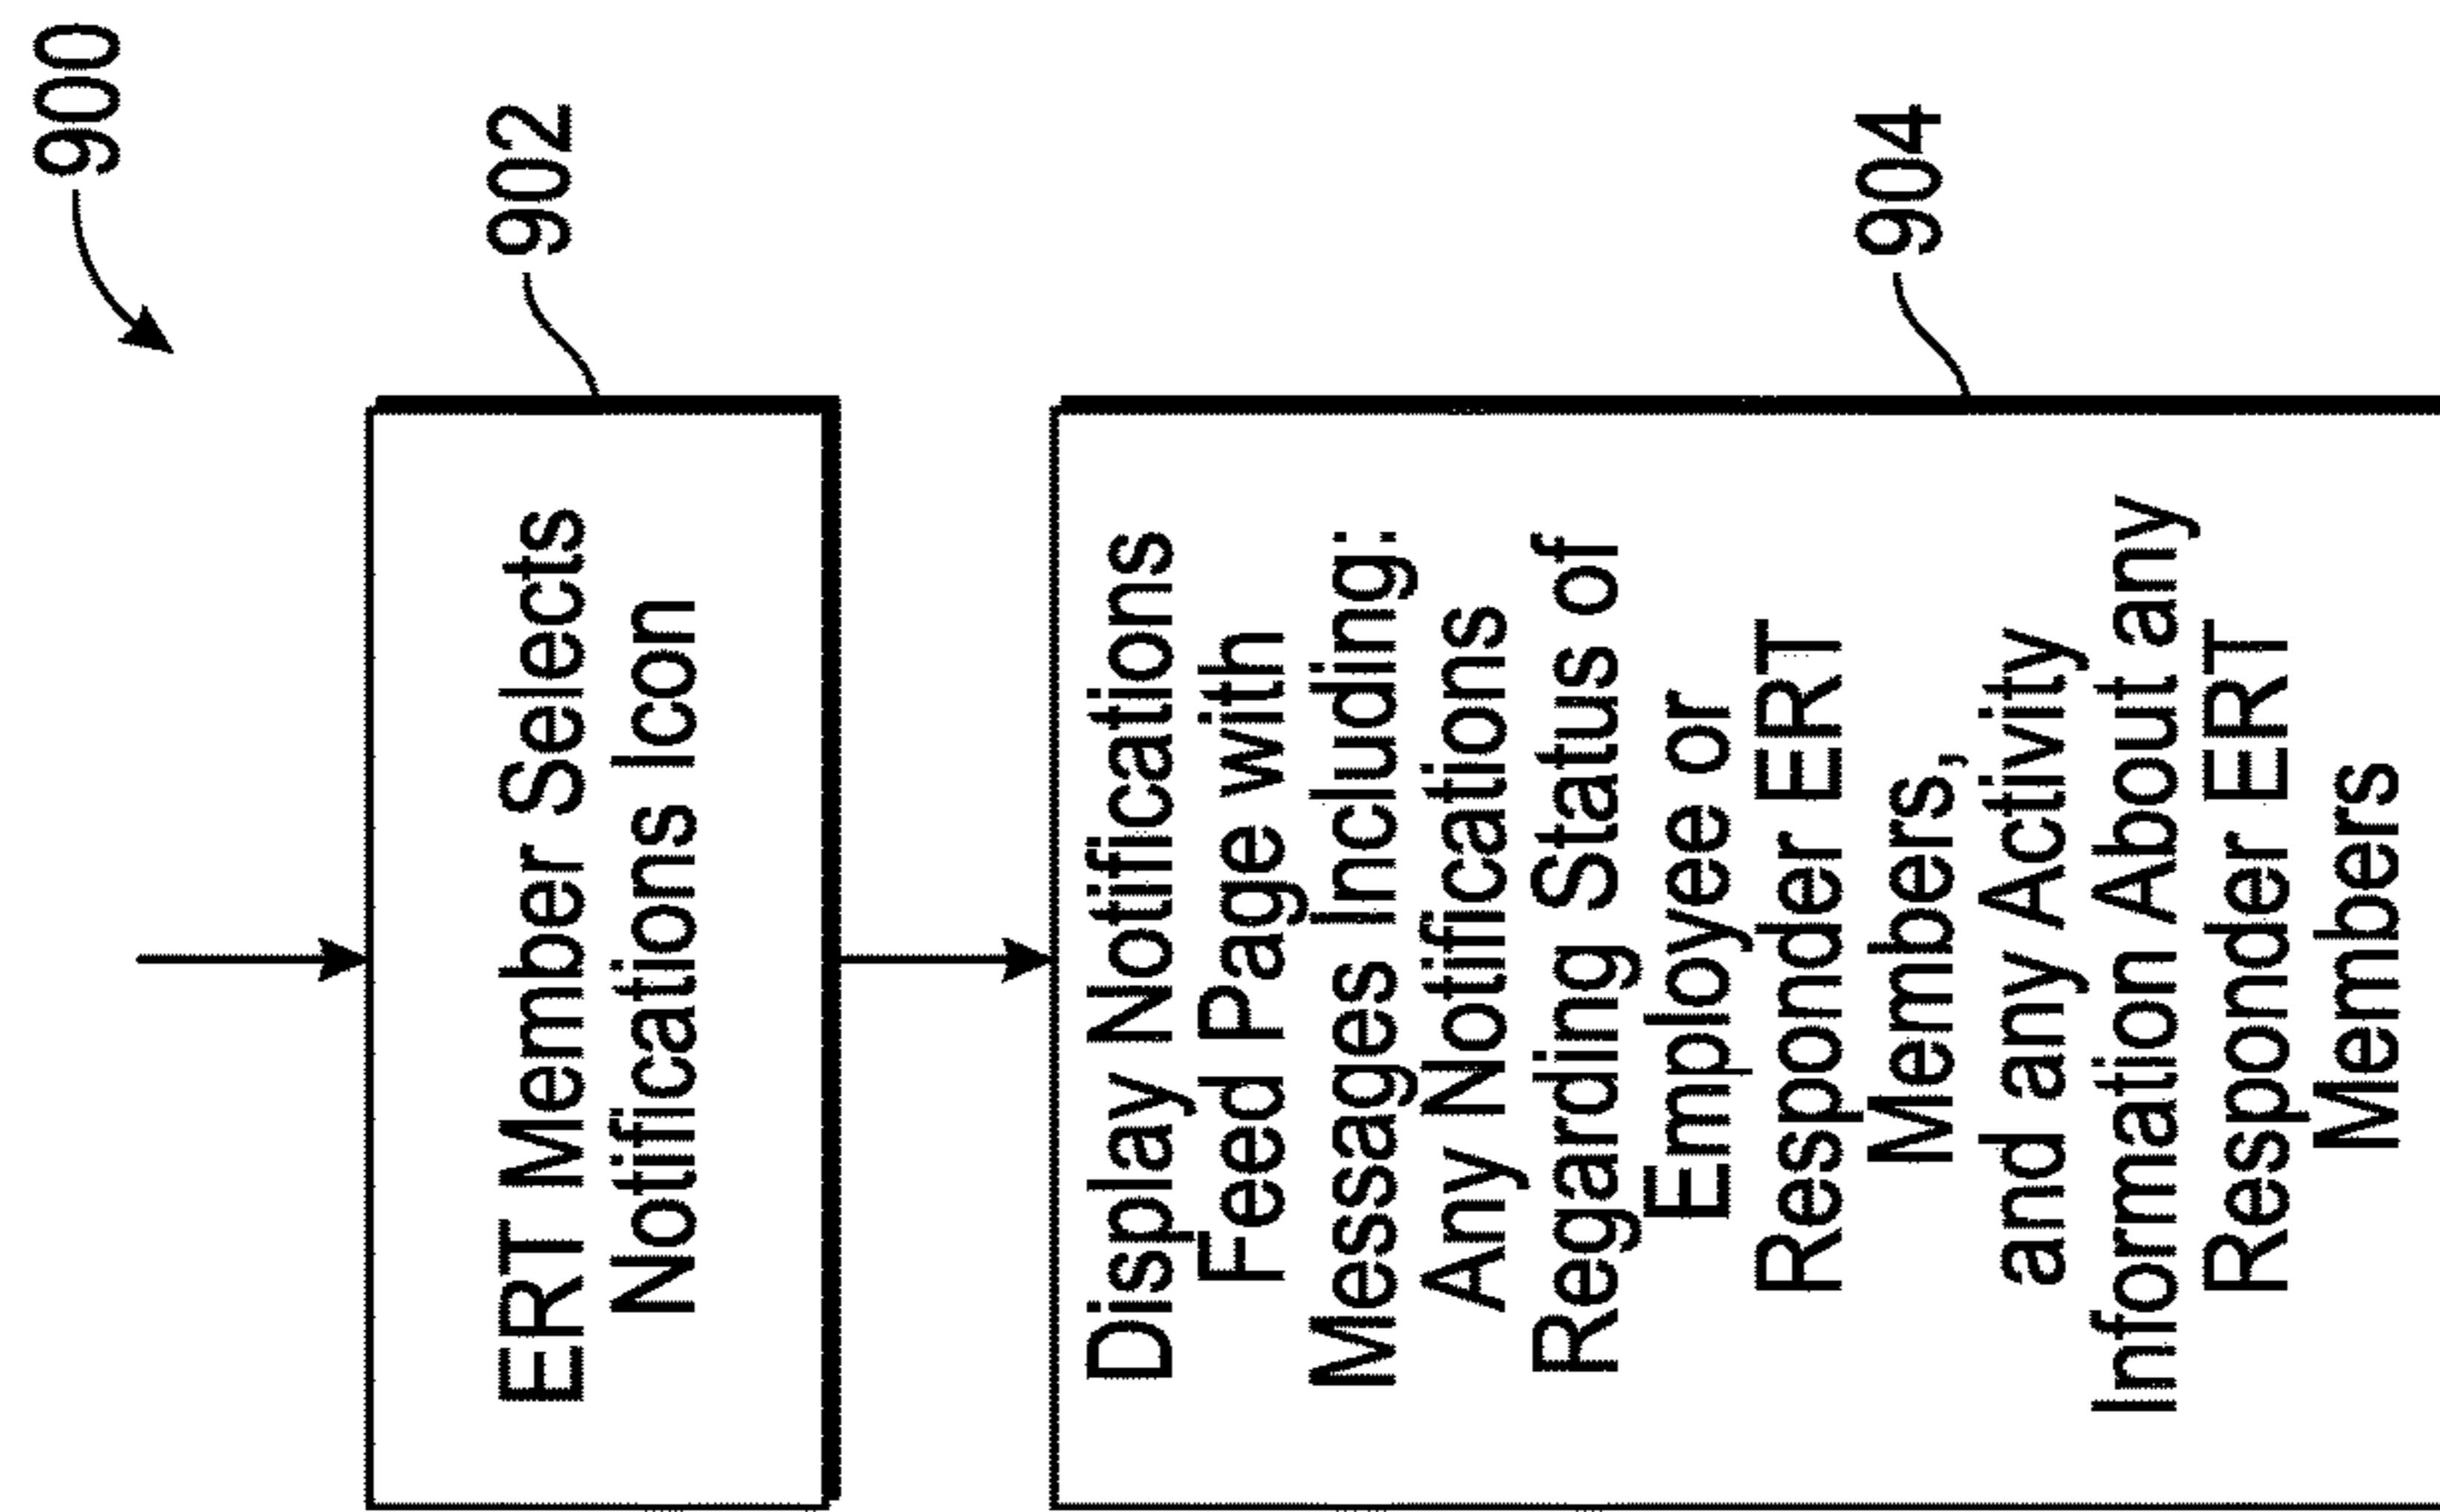 900
902
ERT Member Selects
Notifications Icon
904
Display Notifications
Feed Page with
Messages Including:
Any Notifications
Regarding Status of
Employee or
Responder ERT
Members,
and any Activity
Information About any
Responder ERT
Members